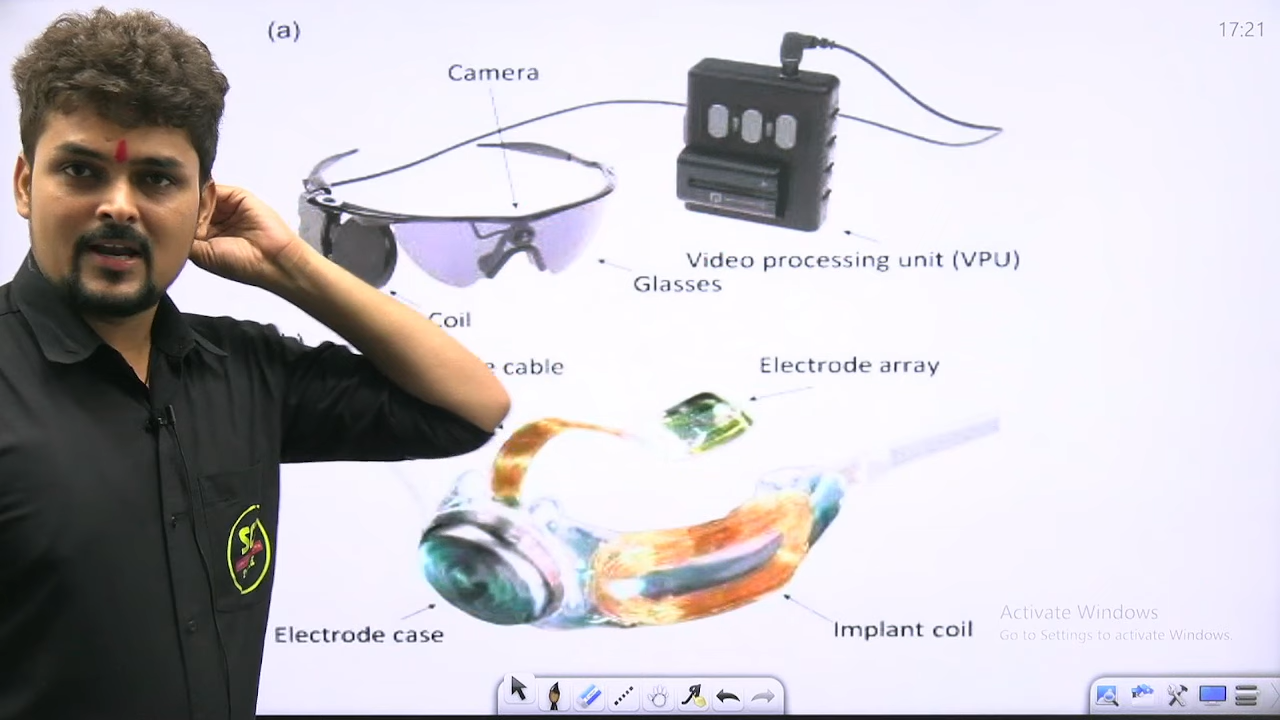 (a)
17:21
Camera
Video processing unit (VPU)
Glasses
Coil
cable
Electrode array
Activate Windows
Go to Settings to activate Windows.
Implant coil
Electrode case